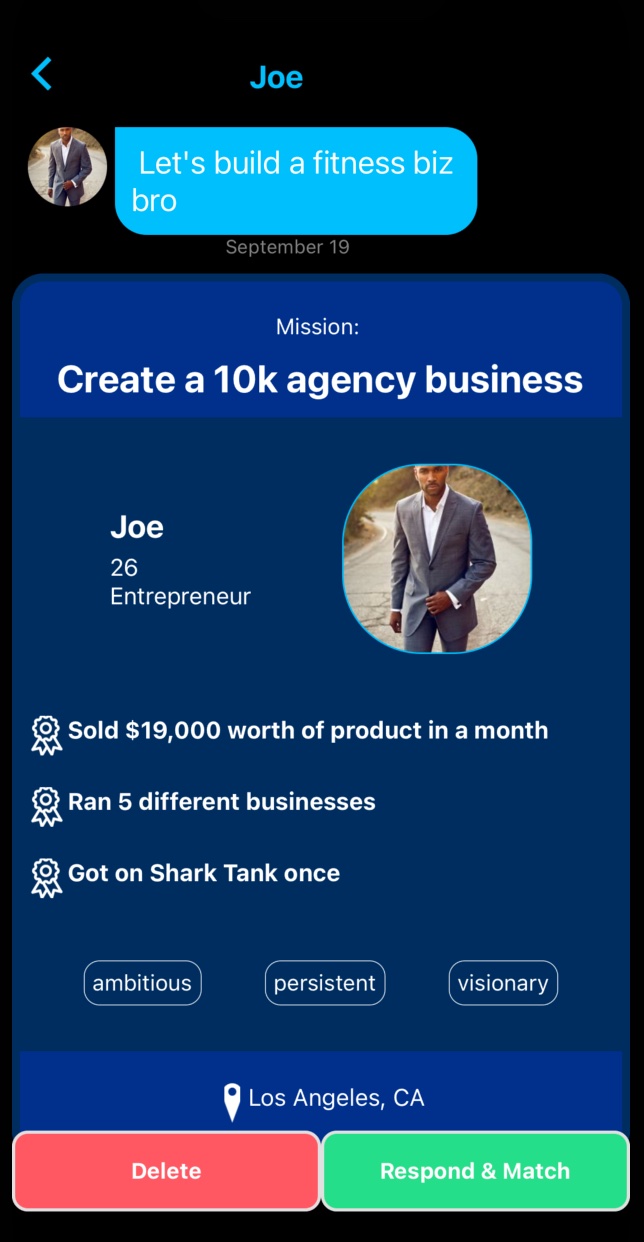 Joe
Let's build a fitness biz
bro
September 19
Mission:
Create a 10k agency business
Joe
26
Entrepreneur
Sold $19,000 worth of product in a month
Ran 5 different businesses
Got on Shark Tank once
ambitious persistent visionary
Los Angeles, CA
Delete Respond & Match